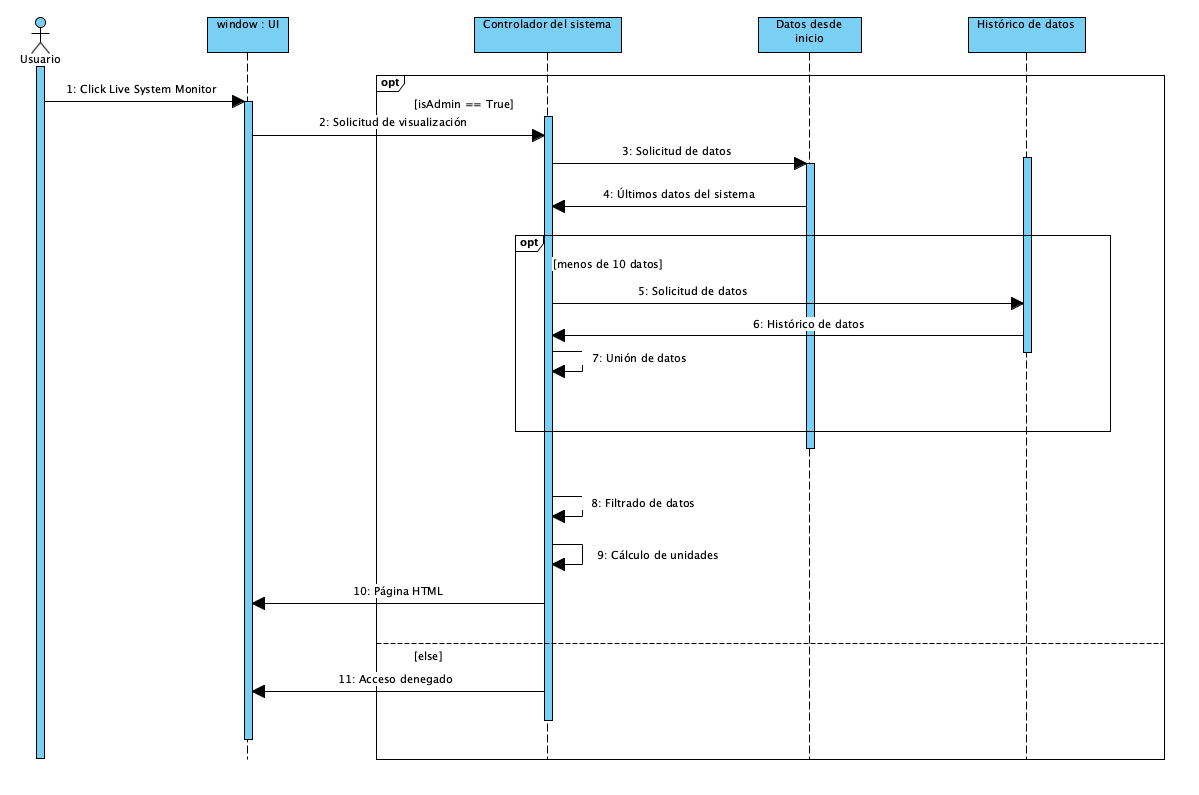 Usuario
window : UI
Controlador del sistema
Datos desde
inicio
Histórico de datos
opt
1: Click Live System Monitor
[isAdmin == True]
2: Solicitud de visualización
3: Solicitud de datos
4: Últimos datos del sistema
opt
[menos de 10 datos]
5: Solicitud de datos
6: Histórico de datos
7: Unión de datos
8: Filtrado de datos
9: Cálculo de unidades
10: Página HTML
[else]
11: Acceso denegado